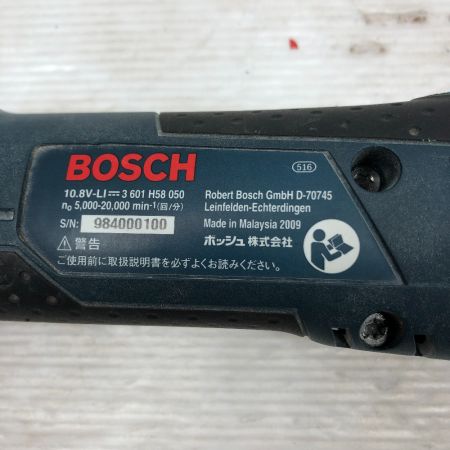 BOSCH
516
10.8V-LI⎓ 3 601 H58 050
n₀ 5,000-20,000 min⁻¹(回/分)
S/N: 984000100
Robert Bosch GmbH D-70745
Leinfelden-Echterdingen
Made in Malaysia 2009
ボッシュ株式会社
⚠警告
ご使用前に取扱説明書を必ずよくお読みください。